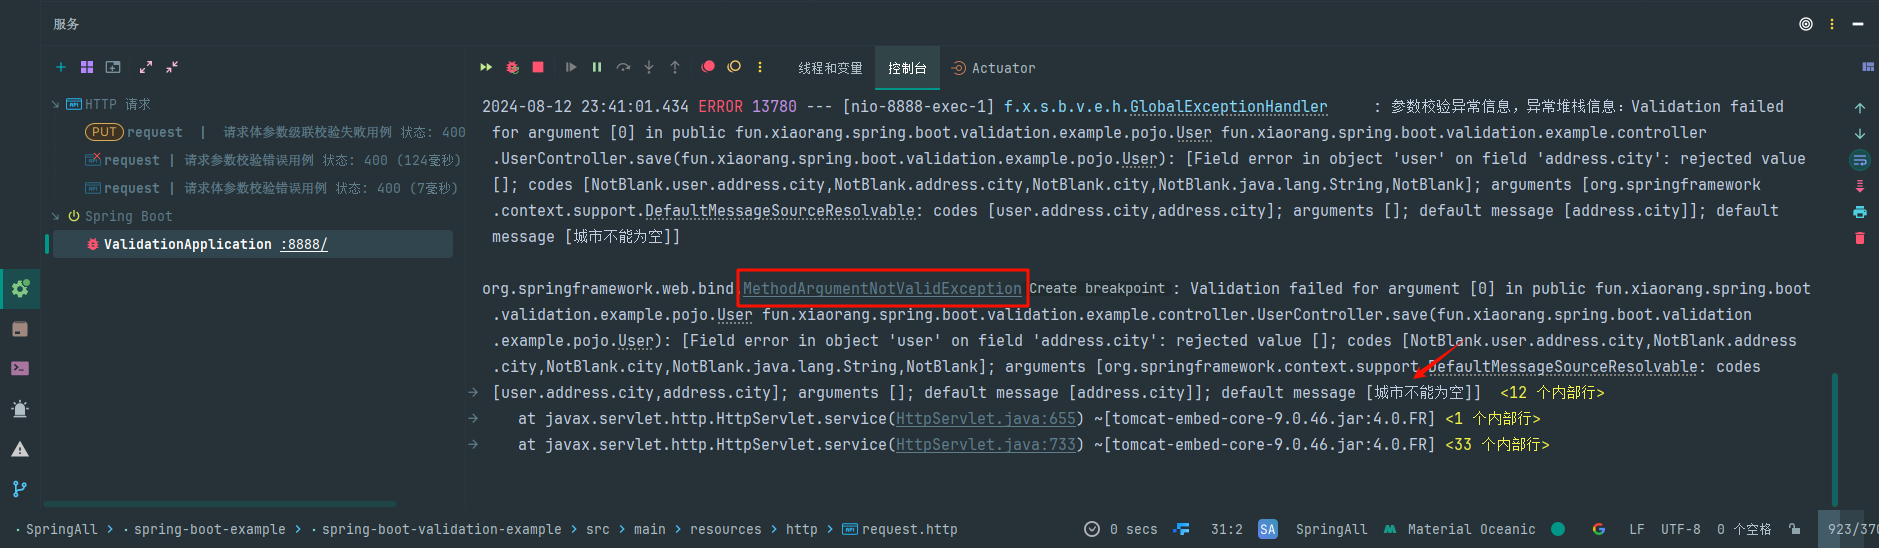 服务
线程和变量 控制台 Actuator
HTTP 请求
PUT request | 请求体参数级联校验失败用例 状态: 400
request | 请求参数校验错误用例 状态: 400 (124毫秒)
request | 请求体参数校验错误用例 状态: 400 (7毫秒)
Spring Boot
ValidationApplication :8888/
2024-08-12 23:41:01.434 ERROR 13780 --- [nio-8888-exec-1] f.x.s.b.v.e.h.GlobalExceptionHandler : 参数校验异常信息，异常堆栈信息：Validation failed
for argument [0] in public fun.xiaorang.spring.boot.validation.example.pojo.User fun.xiaorang.spring.boot.validation.example.controller
.UserController.save(fun.xiaorang.spring.boot.validation.example.pojo.User): [Field error in object 'user' on field 'address.city': rejected value
[]; codes [NotBlank.user.address.city,NotBlank.address.city,NotBlank.city,NotBlank.java.lang.String,NotBlank]; arguments [org.springframework
.context.support.DefaultMessageSourceResolvable: codes [user.address.city,address.city]; arguments []; default message [address.city]]; default
message [城市不能为空]]
org.springframework.web.bind.MethodArgumentNotValidException Create breakpoint : Validation failed for argument [0] in public fun.xiaorang.spring.boot
.validation.example.pojo.User fun.xiaorang.spring.boot.validation.example.controller.UserController.save(fun.xiaorang.spring.boot.validation
.example.pojo.User): [Field error in object 'user' on field 'address.city': rejected value []; codes [NotBlank.user.address.city,NotBlank.address
.city,NotBlank.city,NotBlank.java.lang.String,NotBlank]; arguments [org.springframework.context.support.DefaultMessageSourceResolvable: codes
[user.address.city,address.city]; arguments []; default message [address.city]]; default message [城市不能为空]] <12 个内部行>
at javax.servlet.http.HttpServlet.service(HttpServlet.java:655) ~[tomcat-embed-core-9.0.46.jar:4.0.FR] <1 个内部行>
at javax.servlet.http.HttpServlet.service(HttpServlet.java:733) ~[tomcat-embed-core-9.0.46.jar:4.0.FR] <33 个内部行>
SpringAll > spring-boot-example > spring-boot-validation-example > src > main > resources > http > request.http 0 secs 31:2 SA SpringAll Material Oceanic LF UTF-8 0 个空格 923/370